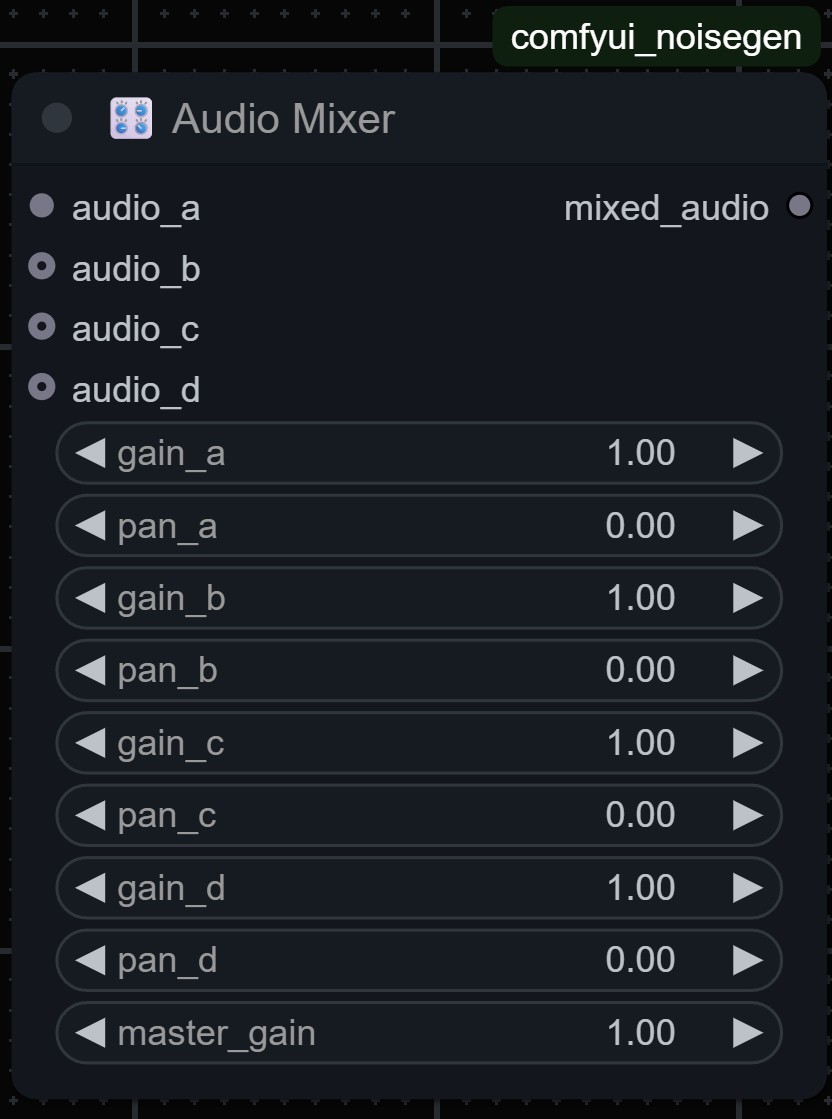 comfyui_noisegen
Audio Mixer
audio_a mixed_audio
audio_b
audio_c
audio_d
gain_a 1.00
pan_a 0.00
gain_b 1.00
pan_b 0.00
gain_c 1.00
pan_c 0.00
gain_d 1.00
pan_d 0.00
master_gain 1.00